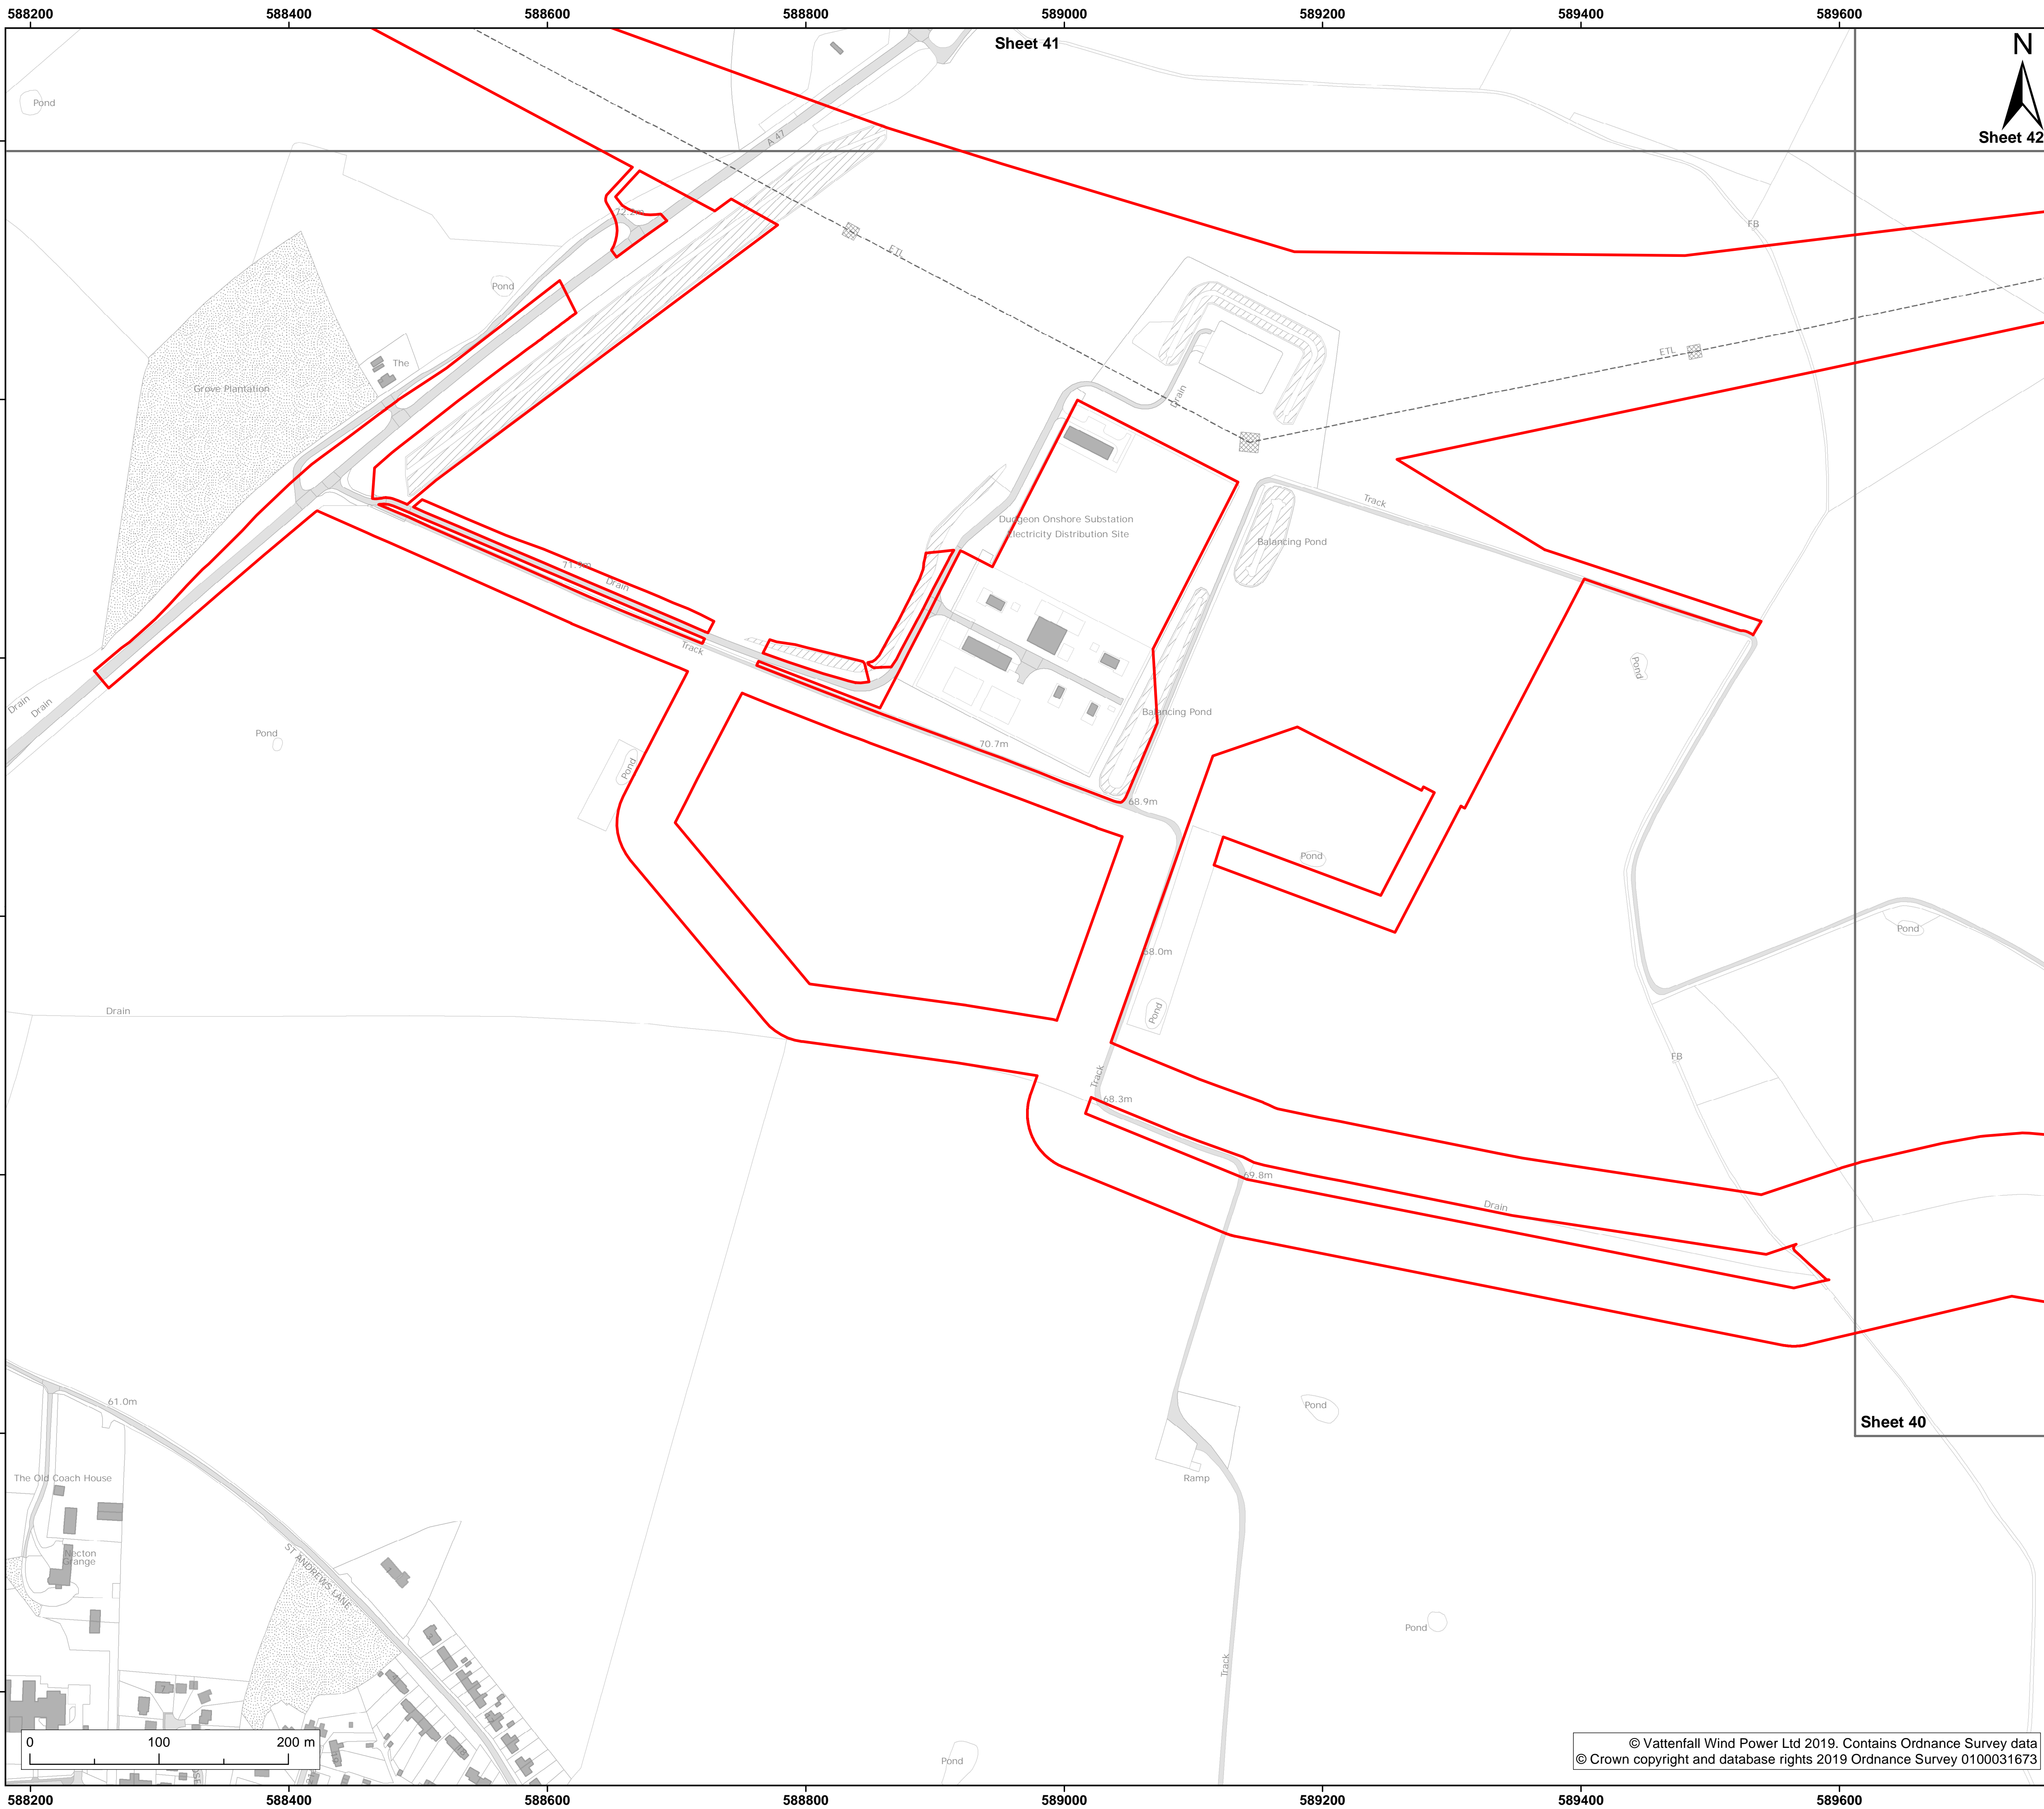 588200
588400
588600
588800
589000
589200
589400
589600
Sheet 41
N
Sheet 42
Pond
A 47
72.2m
FB
ETL
Pond
The
Grove Plantation
Drain
ETL
Track
Dudgeon Onshore Substation
Electricity Distribution Site
Balancing Pond
Drain
Track
Pond
Drain
Drain
Pond
Balancing Pond
70.7m
Pond
68.9m
Pond
68.0m
Pond
Drain
Pond
FB
Track
68.3m
69.8m
Drain
61.0m
Pond
Sheet 40
The Old Coach House
Ramp
Necton
Grange
ST ANDREWS LANE
Pond
Track
Pond
0
100
200 m
© Vattenfall Wind Power Ltd 2019. Contains Ordnance Survey data
© Crown copyright and database rights 2019 Ordnance Survey 0100031673
588200
588400
588600
588800
589000
589200
589400
589600